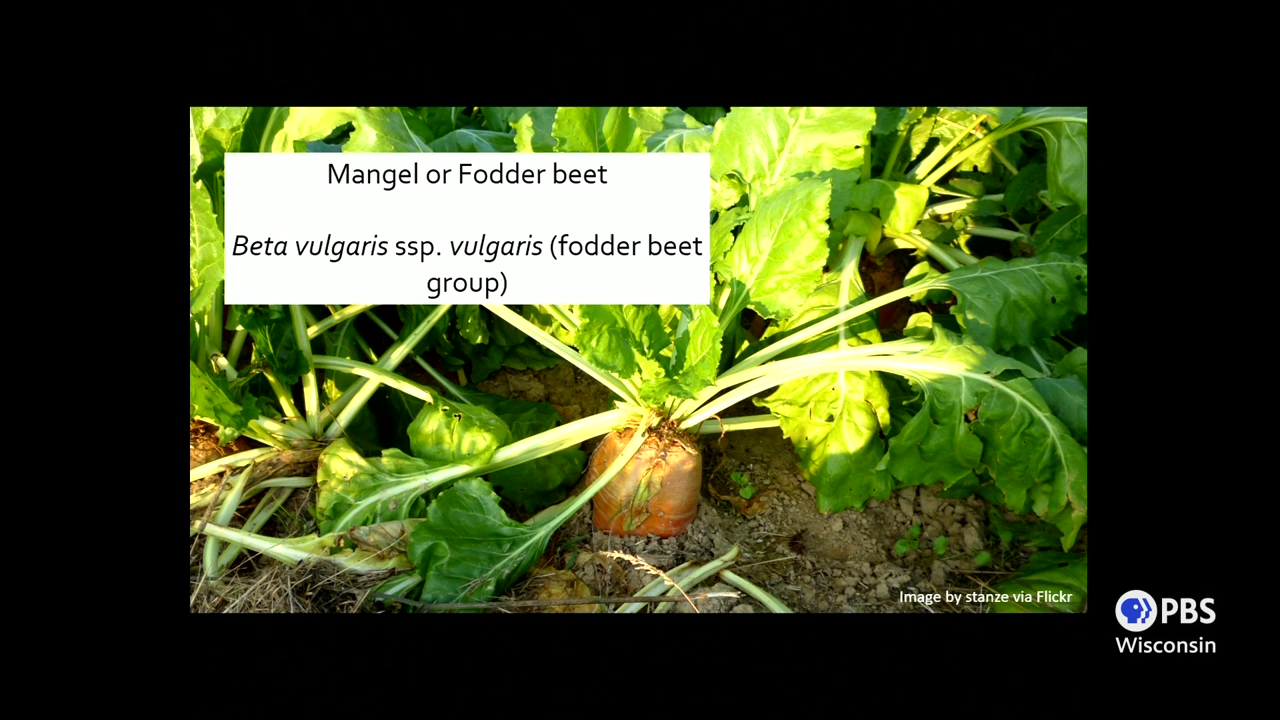 Mangel or Fodder beet
Beta vulgaris ssp. vulgaris (fodder beet
group)
Image by stanze via Flickr
PBS
Wisconsin